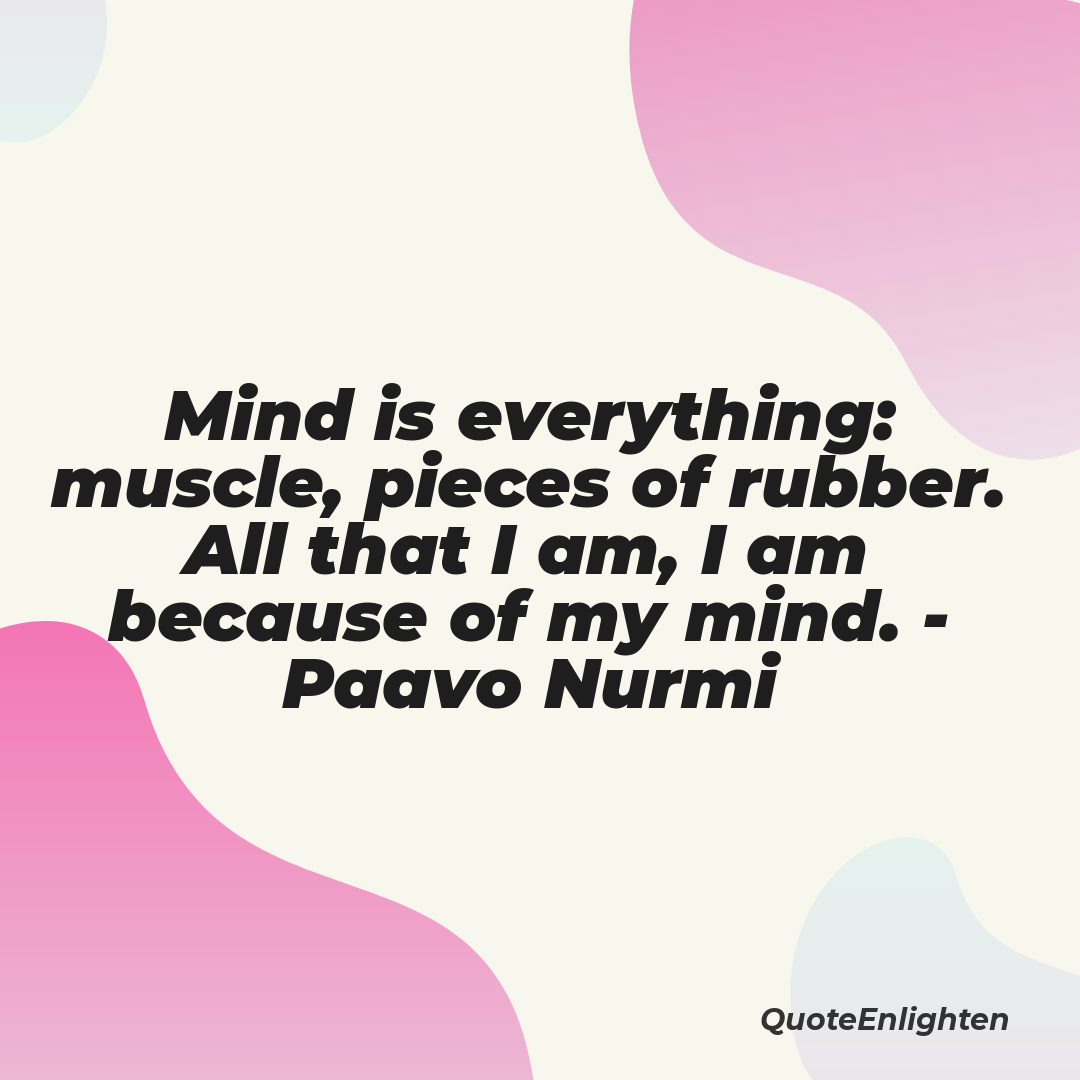 Mind is everything:
muscle, pieces of rubber.
All that I am, I am
because of my mind. -
Paavo Nurmi
QuoteEnlighten